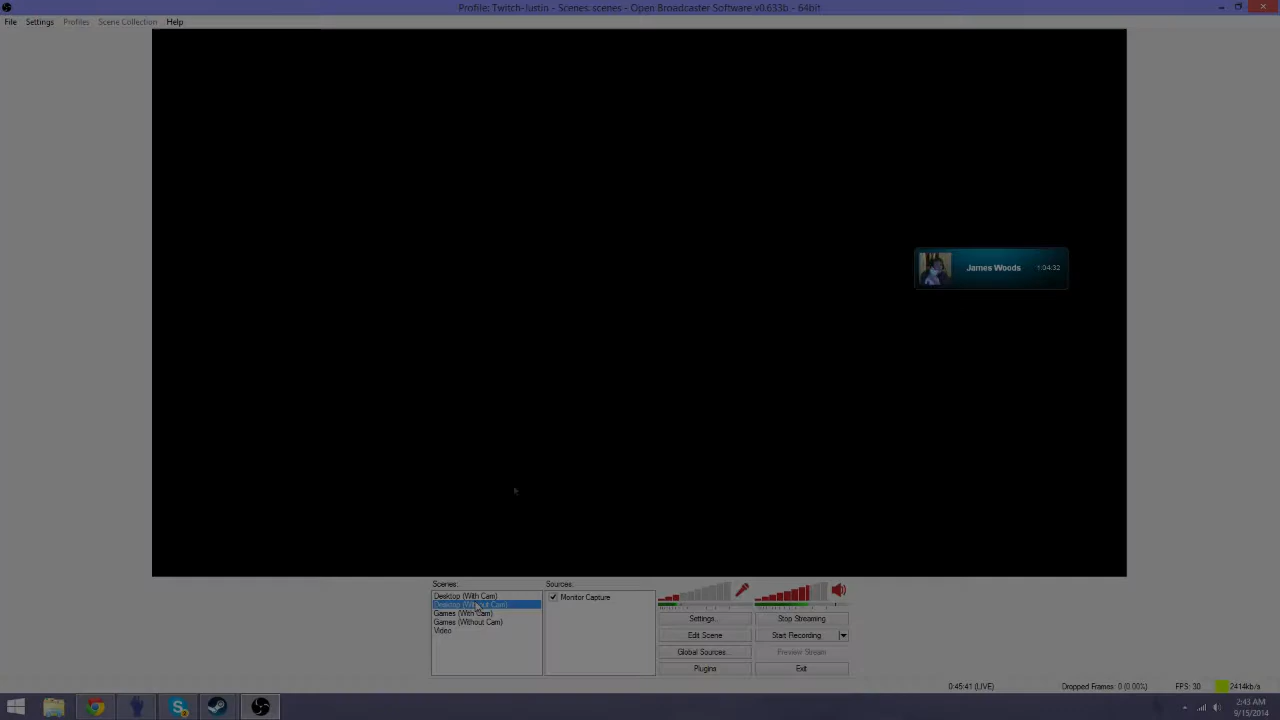 Profile: Twitch-Justin - Scenes: scenes - Open Broadcaster Software v0.633b - 64bit
File Settings Profiles Scene Collection Help
James Woods 1:04:32
Scenes: Sources:
Desktop (With Cam)
Desktop (Without Cam)
Games (With Cam)
Games (Without Cam)
Video
Monitor Capture
Settings... Stop Streaming
Edit Scene Start Recording
Global Sources... Preview Stream
Plugins Exit
0:45:41 (LIVE) Dropped Frames: 0 (0.00%) FPS: 30 2414kb/s
2:43 AM
9/15/2014